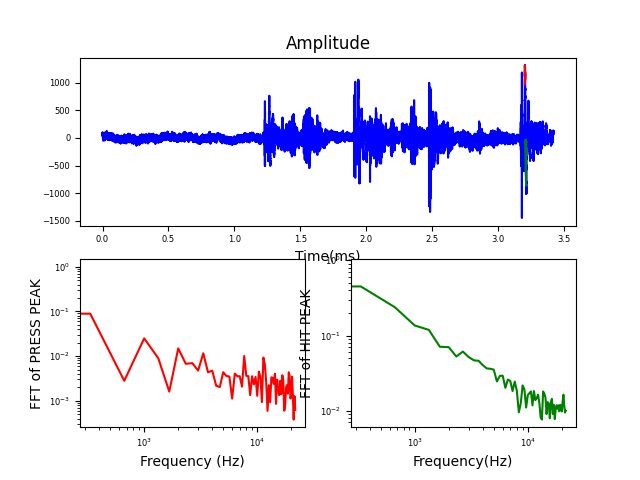 Amplitude
1000
500
0
−500
−1000
−1500
0.0 0.5 1.0 1.5 2.0 2.5 3.0 3.5
Time(ms)
FFT of PRESS PEAK
10⁰
10⁻¹
10⁻²
10⁻³
10³ 10⁴
Frequency (Hz)
FFT of HIT PEAK
10⁰
10⁻¹
10⁻²
10³ 10⁴
Frequency(Hz)